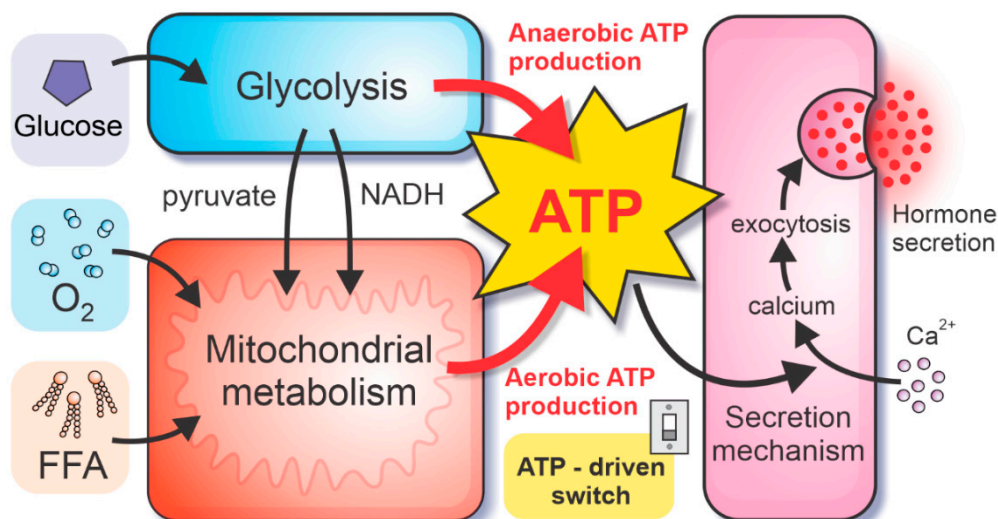 Glucose
Glycolysis
Anaerobic ATP
production
pyruvate
NADH
O₂
FFA
Mitochondrial
metabolism
ATP
Aerobic ATP
production
ATP - driven
switch
exocytosis
calcium
Secretion
mechanism
Hormone
secretion
Ca²⁺